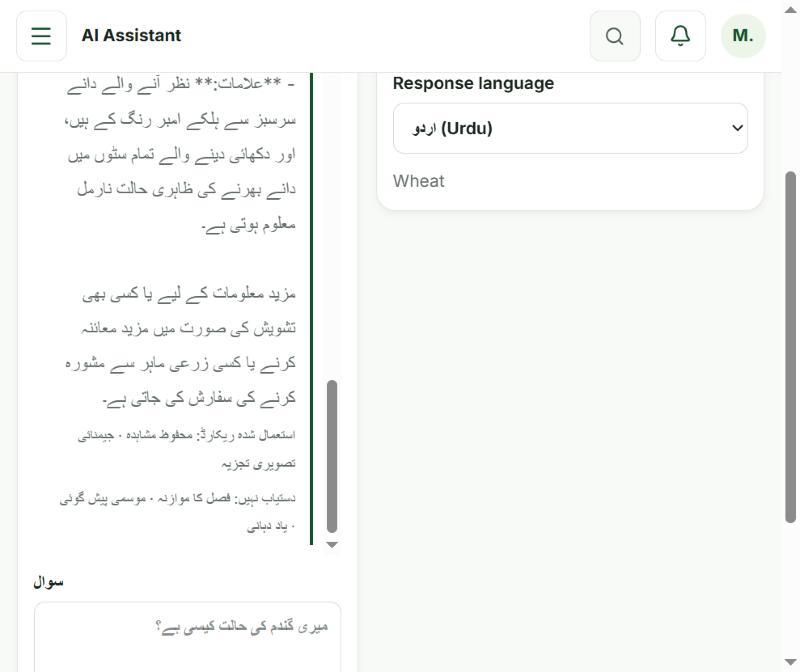 AI Assistant
M.
- **علامات:** نظر آنے والے دانے
سرسبز سے ہلکے امبر رنگ کے ہیں،
اور دکھائی دینے والے تمام سٹوں میں
دانے بھرنے کی ظاہری حالت نارمل
معلوم ہوتی ہے۔
مزید معلومات کے لیے یا کسی بھی
تشویش کی صورت میں مزید معائنہ
کرنے یا کسی زرعی ماہر سے مشورہ
کرنے کی سفارش کی جاتی ہے۔
استعمال شدہ ریکارڈ: محفوظ مشاہدہ · جیمنائی
تصویری تجزیہ
دستیاب نہیں: فصل کا موازنہ · موسمی پیش گوئی
· یاد دہانی
سوال
میری گندم کی حالت کیسی ہے؟
Response language
اردو (Urdu)
Wheat